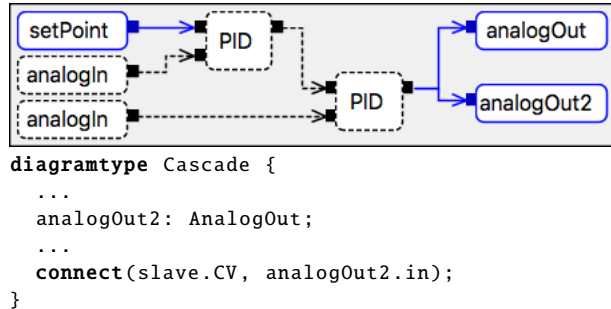 setPoint
PID
analogOut
analogIn
PID
analogOut2
analogIn
diagramtype Cascade {
...
analogOut2: AnalogOut;
...
connect(slave.CV, analogOut2.in);
}